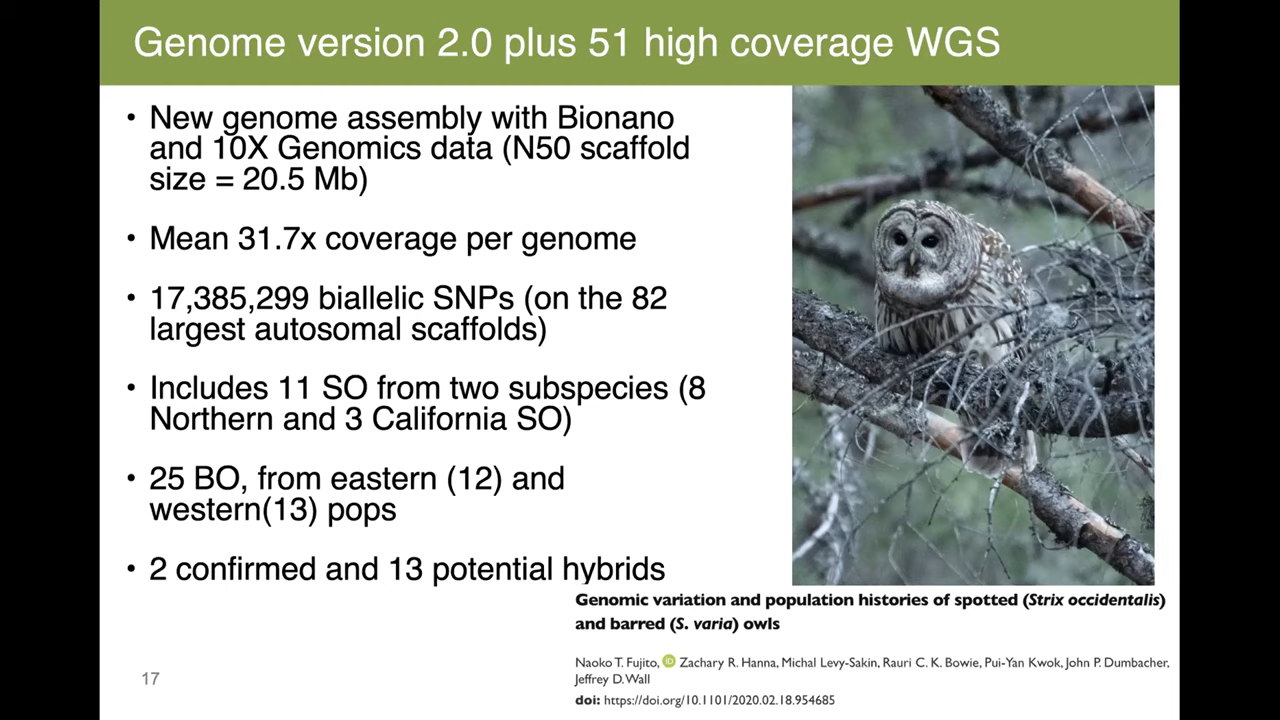 Genome version 2.0 plus 51 high coverage WGS
• New genome assembly with Bionano
and 10X Genomics data (N50 scaffold
size = 20.5 Mb)
• Mean 31.7x coverage per genome
• 17,385,299 biallelic SNPs (on the 82
largest autosomal scaffolds)
• Includes 11 SO from two subspecies (8
Northern and 3 California SO)
• 25 BO, from eastern (12) and
western(13) pops
• 2 confirmed and 13 potential hybrids
Genomic variation and population histories of spotted (Strix occidentalis)
and barred (S. varia) owls
Naoko T. Fujito, iD Zachary R. Hanna, Michal Levy-Sakin, Rauri C. K. Bowie, Pui-Yan Kwok, John P. Dumbacher,
Jeffrey D. Wall
doi: https://doi.org/10.1101/2020.02.18.954685
17